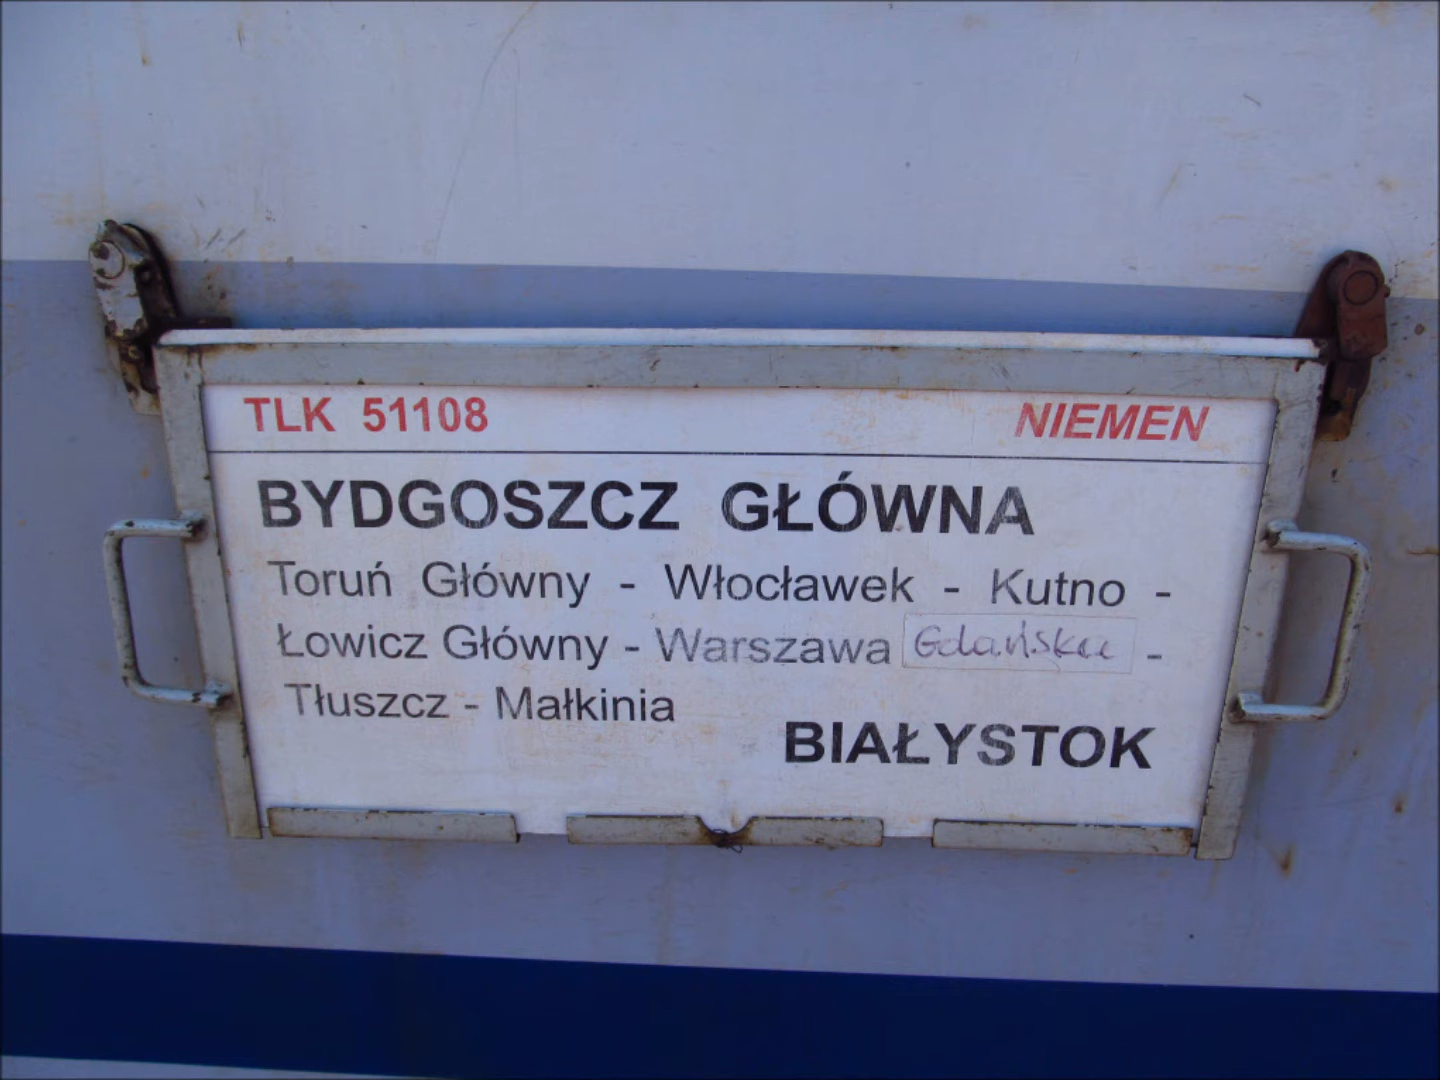 TLK 51108 NIEMEN
BYDGOSZCZ GŁÓWNA
Toruń Główny - Włocławek - Kutno -
Łowicz Główny - Warszawa Gdańska -
Tłuszcz - Małkinia
BIAŁYSTOK